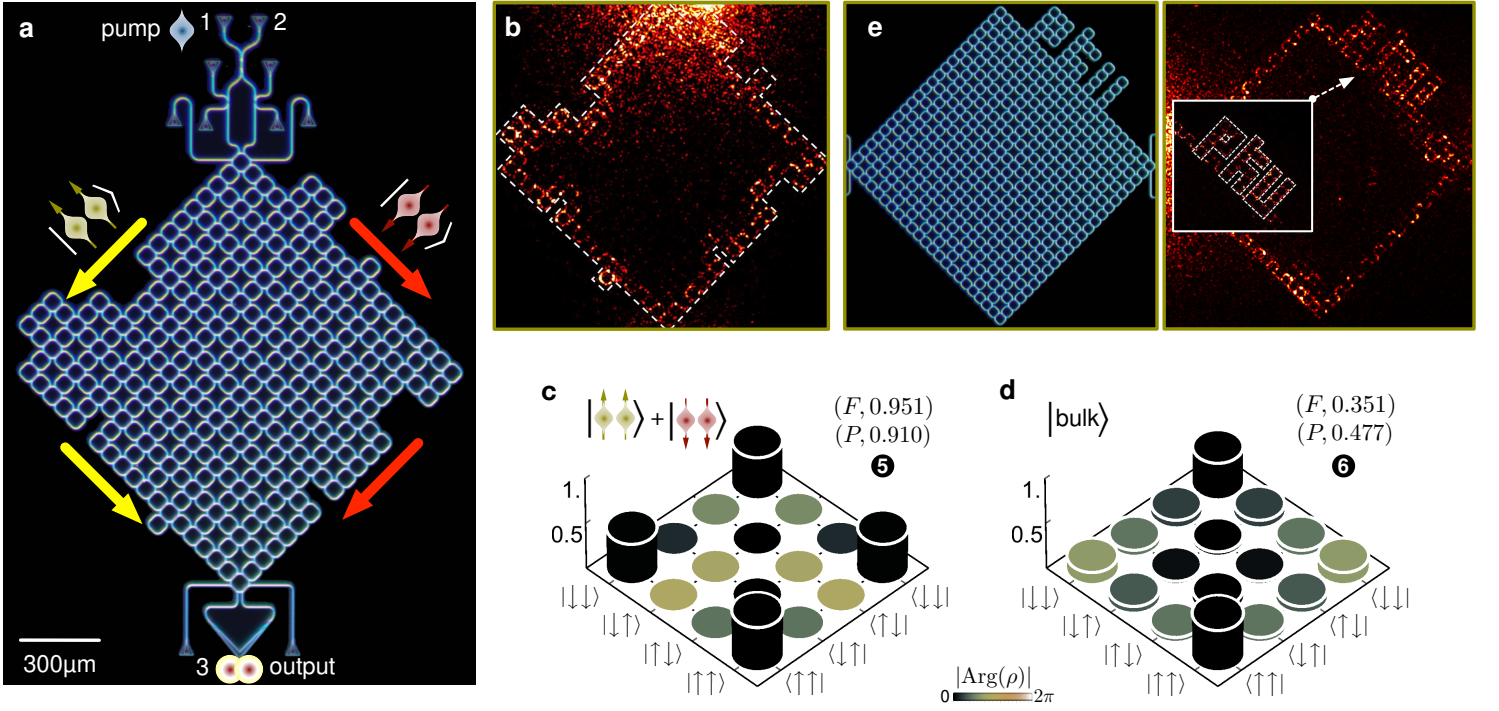 a
pump 1 2
300μm
3 output
b
e
c
|⟩+|⟩
(F, 0.951)
(P, 0.910)
5
1.
0.5
|↓↓⟩
|↓↑⟩
|↑↓⟩
|↑↑⟩
⟨↓↓|
⟨↑↓|
⟨↓↑|
⟨↑↑|
d
|bulk⟩
(F, 0.351)
(P, 0.477)
6
1.
0.5
|↓↓⟩
|↓↑⟩
|↑↓⟩
|↑↑⟩
⟨↓↓|
⟨↑↓|
⟨↓↑|
⟨↑↑|
|Arg(ρ)|
0 2π